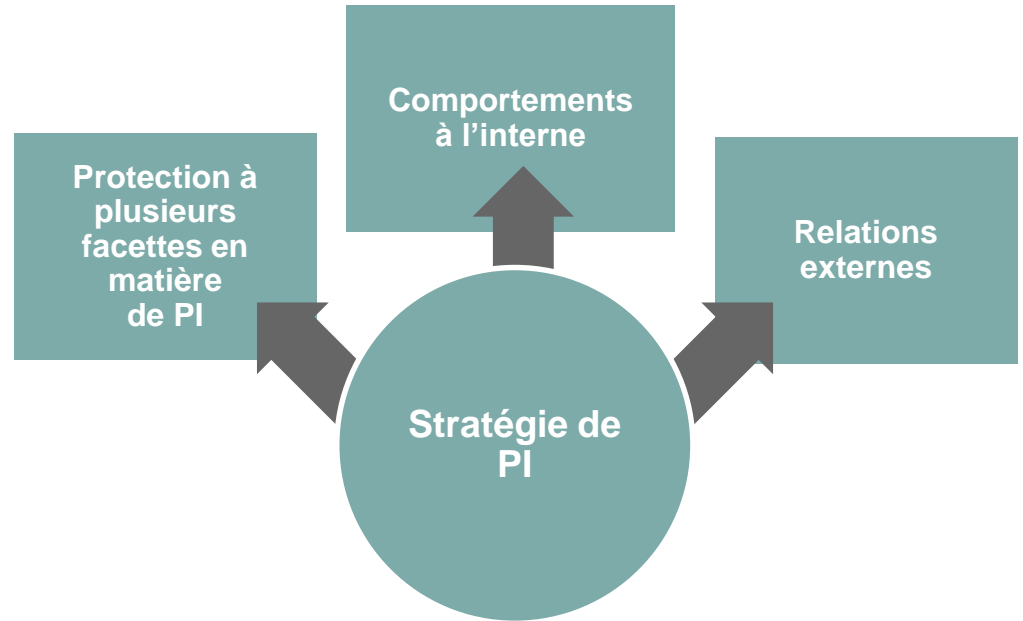 Protection à
plusieurs
facettes en
matière
de PI
Comportements
à l’interne
Relations
externes
Stratégie de
PI